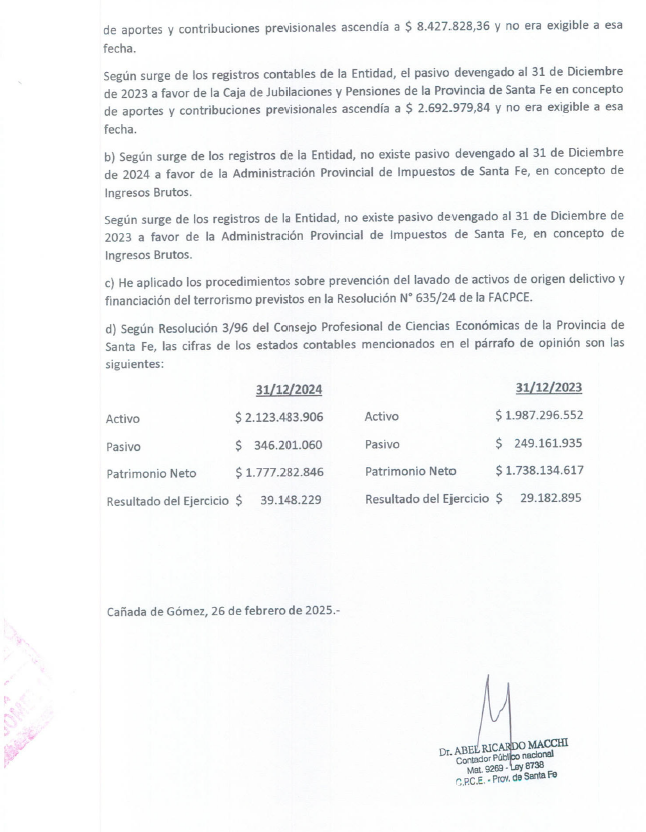 de aportes y contribuciones previsionales ascendía a $ 8.427.828,36 y no era exigible a esa
fecha.
Según surge de los registros contables de la Entidad, el pasivo devengado al 31 de Diciembre
de 2023 a favor de la Caja de Jubilaciones y Pensiones de la Provincia de Santa Fe en concepto
de aportes y contribuciones previsionales ascendía a $ 2.692.979,84 y no era exigible a esa
fecha.
b) Según surge de los registros de la Entidad, no existe pasivo devengado al 31 de Diciembre
de 2024 a favor de la Administración Provincial de Impuestos de Santa Fe, en concepto de
Ingresos Brutos.
Según surge de los registros de la Entidad, no existe pasivo devengado al 31 de Diciembre de
2023 a favor de la Administración Provincial de Impuestos de Santa Fe, en concepto de
Ingresos Brutos.
c) He aplicado los procedimientos sobre prevención del lavado de activos de origen delictivo y
financiación del terrorismo previstos en la Resolución N° 635/24 de la FACPCE.
d) Según Resolución 3/96 del Consejo Profesional de Ciencias Económicas de la Provincia de
Santa Fe, las cifras de los estados contables mencionados en el párrafo de opinión son las
siguientes:
31/12/2024 31/12/2023
Activo $ 2.123.483.906 Activo $ 1.987.296.552
Pasivo $ 346.201.060 Pasivo $ 249.161.935
Patrimonio Neto $ 1.777.282.846 Patrimonio Neto $ 1.738.134.617
Resultado del Ejercicio $ 39.148.229 Resultado del Ejercicio $ 29.182.895
Cañada de Gómez, 26 de febrero de 2025.-
Dr. ABEL RICARDO MACCHI
Contador Público nacional
Mat. 9269 - Ley 8738
C.P.C.E. - Prov. de Santa Fe